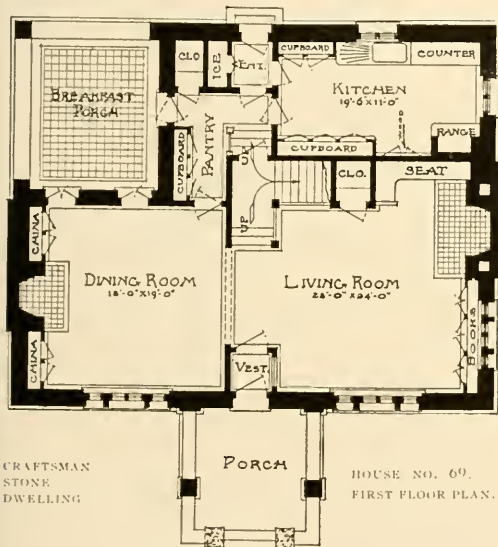 CLO
ICE
ENT.
CUPBOARD
COUNTER
BREAKFAST
PORCH
KITCHEN
19'-6"X11'-0"
PANTRY
CUPBOARD
UP
CUPBOARD
RANGE
CLO.
SEAT
UP
CHINA
DINING ROOM
18'-0"X19'-0"
LIVING ROOM
28'-0"X24'-0"
BOOKS
CHINA
VEST.
PORCH
CRAFTSMAN
STONE
DWELLING
HOUSE NO. 69.
FIRST FLOOR PLAN.